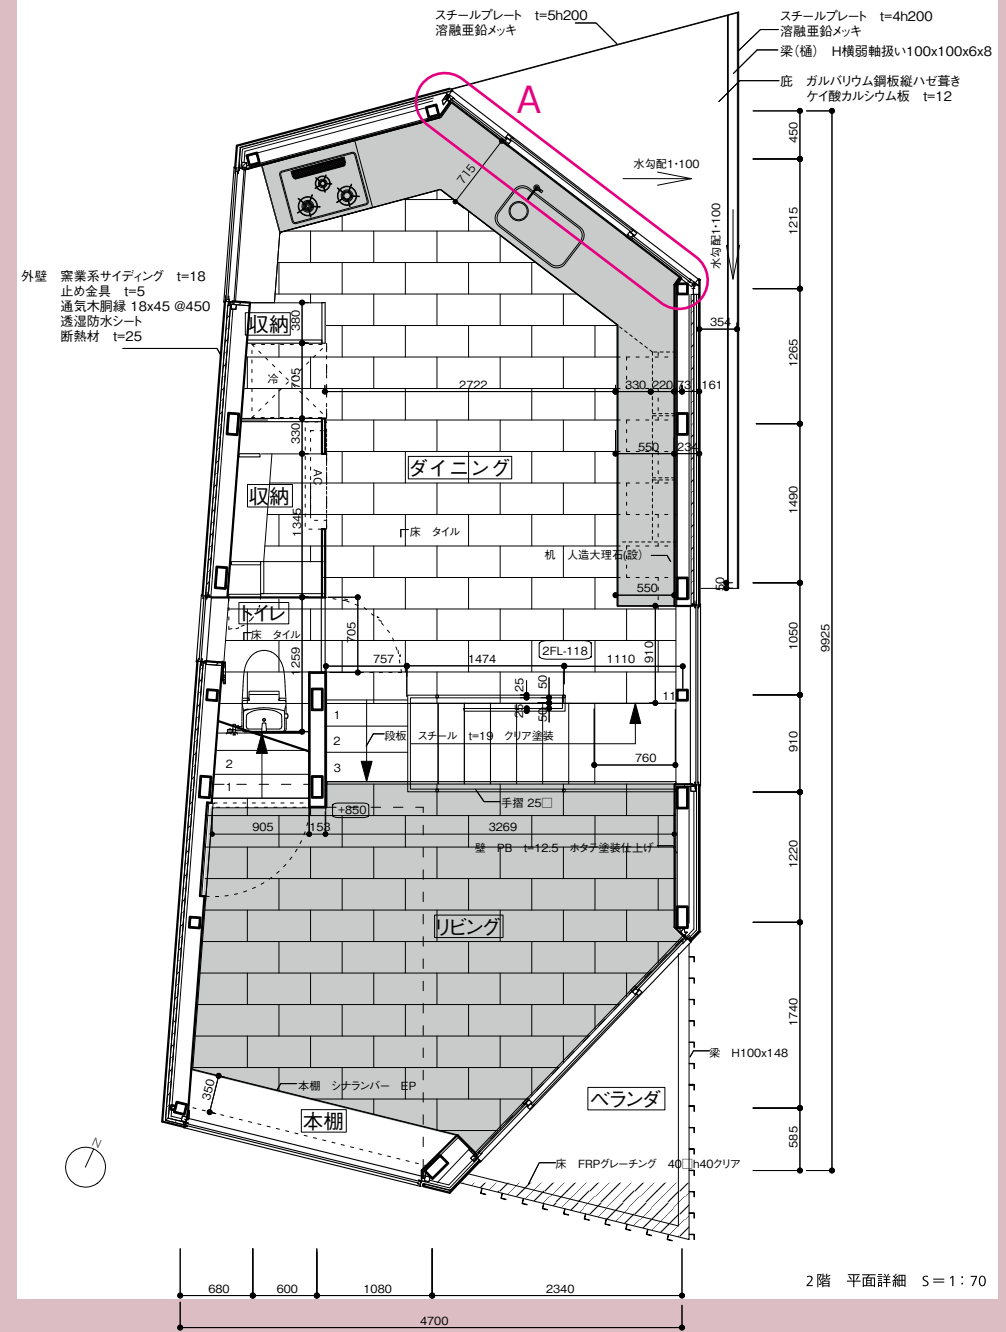 スチールプレート t=5h200
溶融亜鉛メッキ
スチールプレート t=4h200
溶融亜鉛メッキ
梁(樋) H横弱軸扱い100x100x6x8
庇 ガルバリウム鋼板縦ハゼ葺き
ケイ酸カルシウム板 t=12
A
450
水勾配1・100
715
1215
水勾配1・100
外壁 窯業系サイディング t=18
止め金具 t=5
通気木胴縁 18x45 @450
透湿防水シート
断熱材 t=25
収納
380
354
1265
冷
705
2722
330
220
73
161
330
550
234
ダイニング
AC
収納
1345
1490
床 タイル
机 人造大理石(設)
550
50
トイレ
床 タイル
705
1259
910
1050
9925
2FL-118
757
1474
1110
25
50
25
50
11
1
2
3
段板 スチール t=19 クリア塗装
760
910
2
1
+850
手摺 25□
905
153
3269
壁 PB t=12.5 ホタテ塗装仕上げ
1220
リビング
1740
梁 H100x148
350
本棚 シナランバー EP
本棚
ベランダ
585
N
床 FRPグレーチング 40□h40クリア
2階 平面詳細 S=1:70
680
600
1080
2340
4700